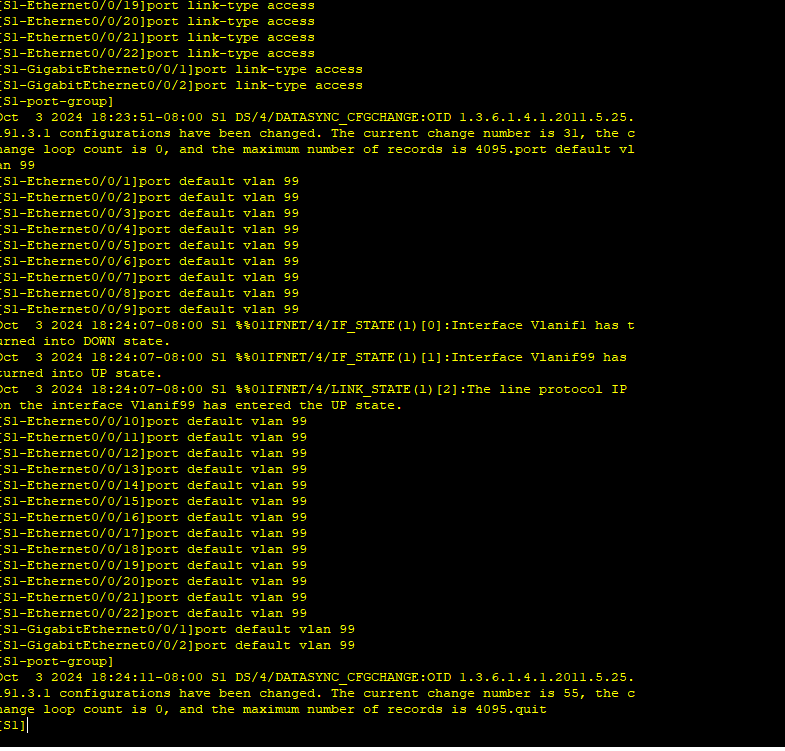 [S1-Ethernet0/0/19]port link-type access
[S1-Ethernet0/0/20]port link-type access
[S1-Ethernet0/0/21]port link-type access
[S1-Ethernet0/0/22]port link-type access
[S1-GigabitEthernet0/0/1]port link-type access
[S1-GigabitEthernet0/0/2]port link-type access
[S1-port-group]
Oct  3 2024 18:23:51-08:00 S1 DS/4/DATASYNC_CFGCHANGE:OID 1.3.6.1.4.1.2011.5.25.
191.3.1 configurations have been changed. The current change number is 31, the c
hange loop count is 0, and the maximum number of records is 4095.port default vl
an 99
[S1-Ethernet0/0/1]port default vlan 99
[S1-Ethernet0/0/2]port default vlan 99
[S1-Ethernet0/0/3]port default vlan 99
[S1-Ethernet0/0/4]port default vlan 99
[S1-Ethernet0/0/5]port default vlan 99
[S1-Ethernet0/0/6]port default vlan 99
[S1-Ethernet0/0/7]port default vlan 99
[S1-Ethernet0/0/8]port default vlan 99
[S1-Ethernet0/0/9]port default vlan 99
Oct  3 2024 18:24:07-08:00 S1 %%01IFNET/4/IF_STATE(l)[0]:Interface Vlanif1 has t
urned into DOWN state.
Oct  3 2024 18:24:07-08:00 S1 %%01IFNET/4/IF_STATE(l)[1]:Interface Vlanif99 has
turned into UP state.
Oct  3 2024 18:24:07-08:00 S1 %%01IFNET/4/LINK_STATE(l)[2]:The line protocol IP
on the interface Vlanif99 has entered the UP state.
[S1-Ethernet0/0/10]port default vlan 99
[S1-Ethernet0/0/11]port default vlan 99
[S1-Ethernet0/0/12]port default vlan 99
[S1-Ethernet0/0/13]port default vlan 99
[S1-Ethernet0/0/14]port default vlan 99
[S1-Ethernet0/0/15]port default vlan 99
[S1-Ethernet0/0/16]port default vlan 99
[S1-Ethernet0/0/17]port default vlan 99
[S1-Ethernet0/0/18]port default vlan 99
[S1-Ethernet0/0/19]port default vlan 99
[S1-Ethernet0/0/20]port default vlan 99
[S1-Ethernet0/0/21]port default vlan 99
[S1-Ethernet0/0/22]port default vlan 99
[S1-GigabitEthernet0/0/1]port default vlan 99
[S1-GigabitEthernet0/0/2]port default vlan 99
[S1-port-group]
Oct  3 2024 18:24:11-08:00 S1 DS/4/DATASYNC_CFGCHANGE:OID 1.3.6.1.4.1.2011.5.25.
191.3.1 configurations have been changed. The current change number is 55, the c
hange loop count is 0, and the maximum number of records is 4095.quit
[S1]